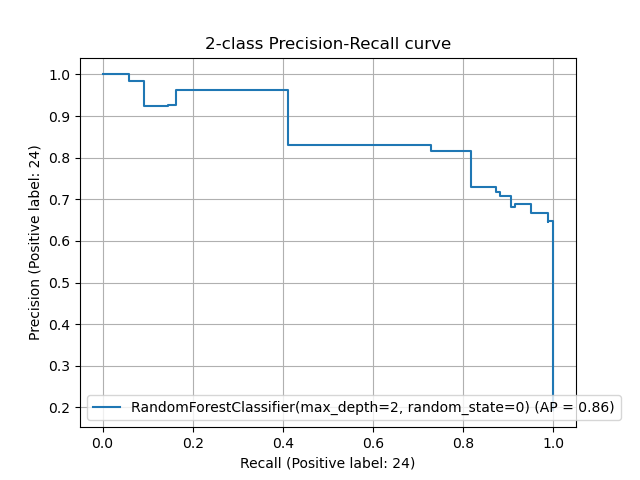 2-class Precision-Recall curve
1.0
0.9
0.8
0.7
0.6
0.5
0.4
0.3
0.2
Precision (Positive label: 24)
RandomForestClassifier(max_depth=2, random_state=0) (AP = 0.86)
0.0 0.2 0.4 0.6 0.8 1.0
Recall (Positive label: 24)